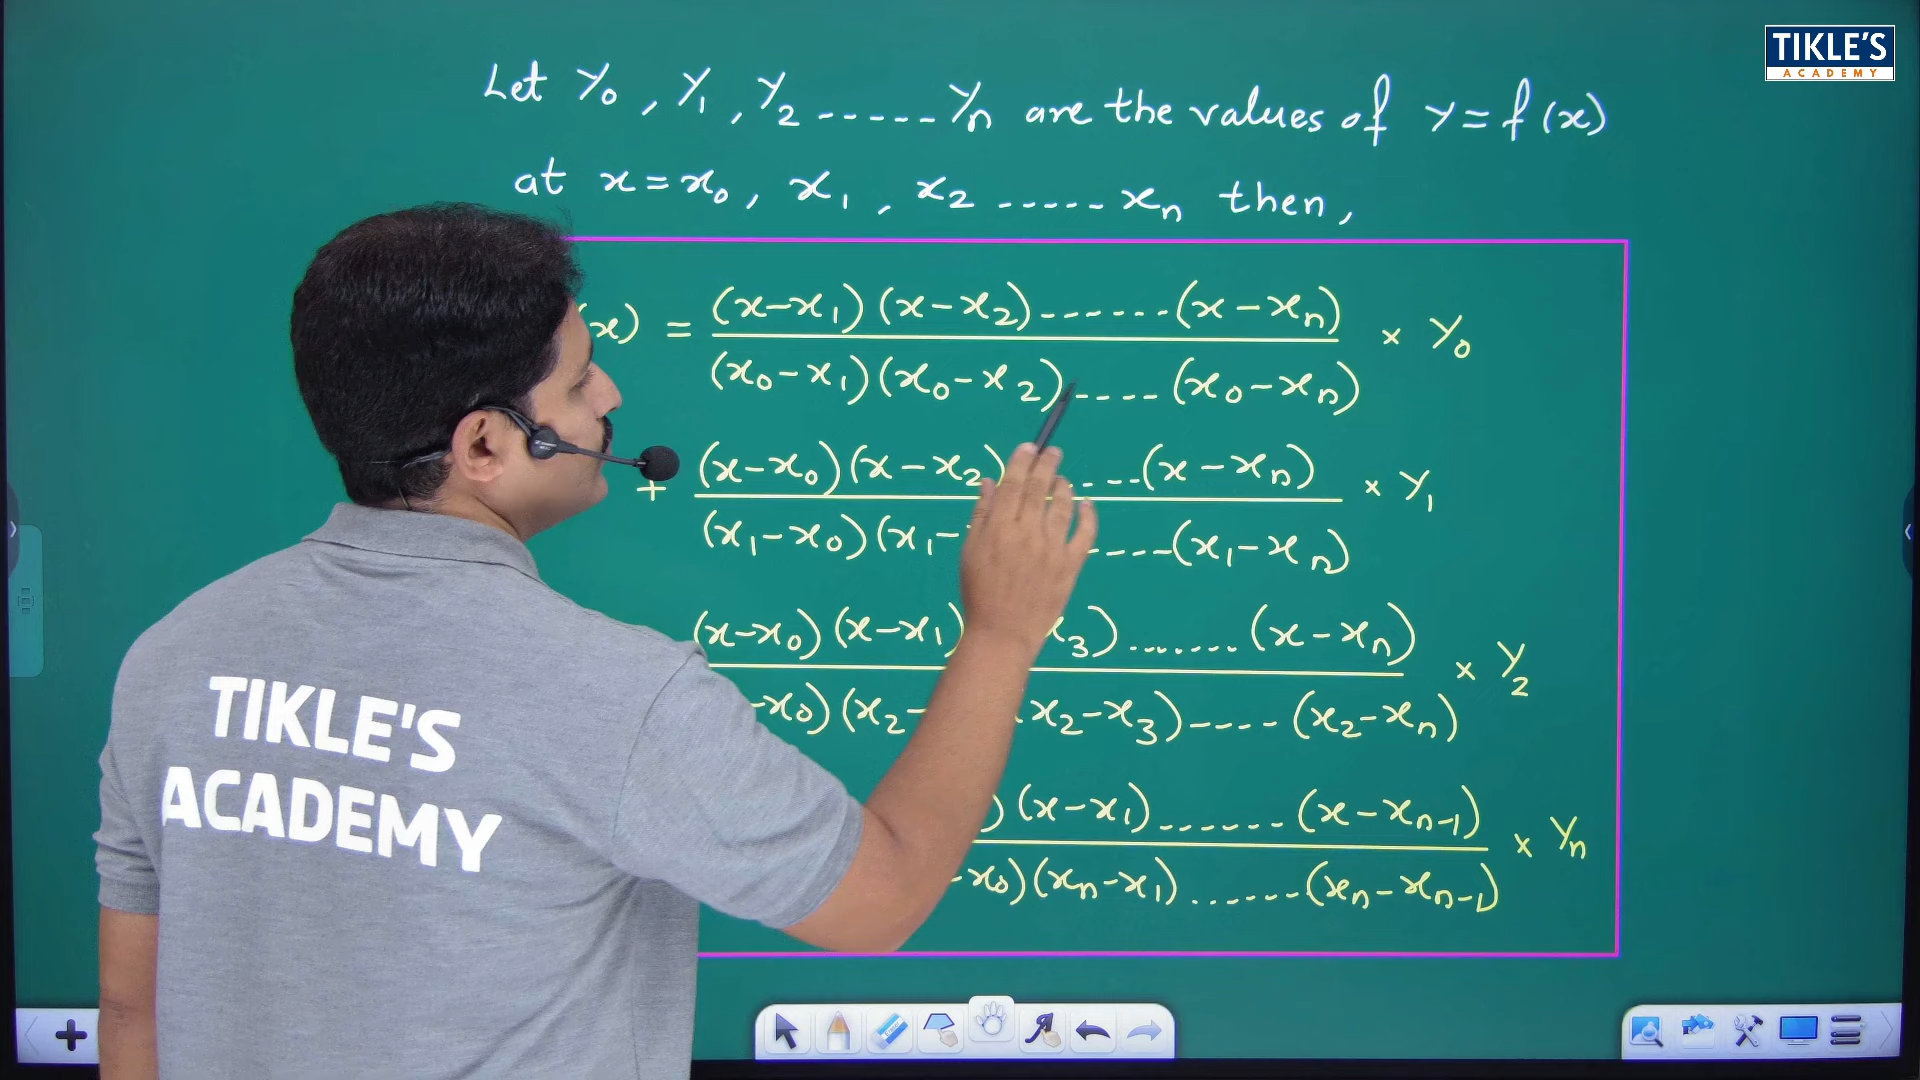 TIKLE'S
ACADEMY
Let y₀, y₁, y₂ ------ yₙ are the values of y = f(x)
at x = x₀, x₁, x₂ ----- xₙ then,
(x) = (x-x₁)(x-x₂)------(x-xₙ) × y₀
(x₀-x₁)(x₀-x₂)----(x₀-xₙ)
+ (x-x₀)(x-x₂)....(x-xₙ) × y₁
(x₁-x₀)(x₁- ----(x₁-xₙ)
(x-x₀)(x-x₁) x₃).......(x-xₙ) × y₂
-x₀)(x₂- x₂-x₃)----(x₂-xₙ)
)(x-x₁)......(x-xₙ₋₁) × yₙ
-x₀)(xₙ-x₁)......(xₙ-xₙ₋₁)
TIKLE'S
ACADEMY